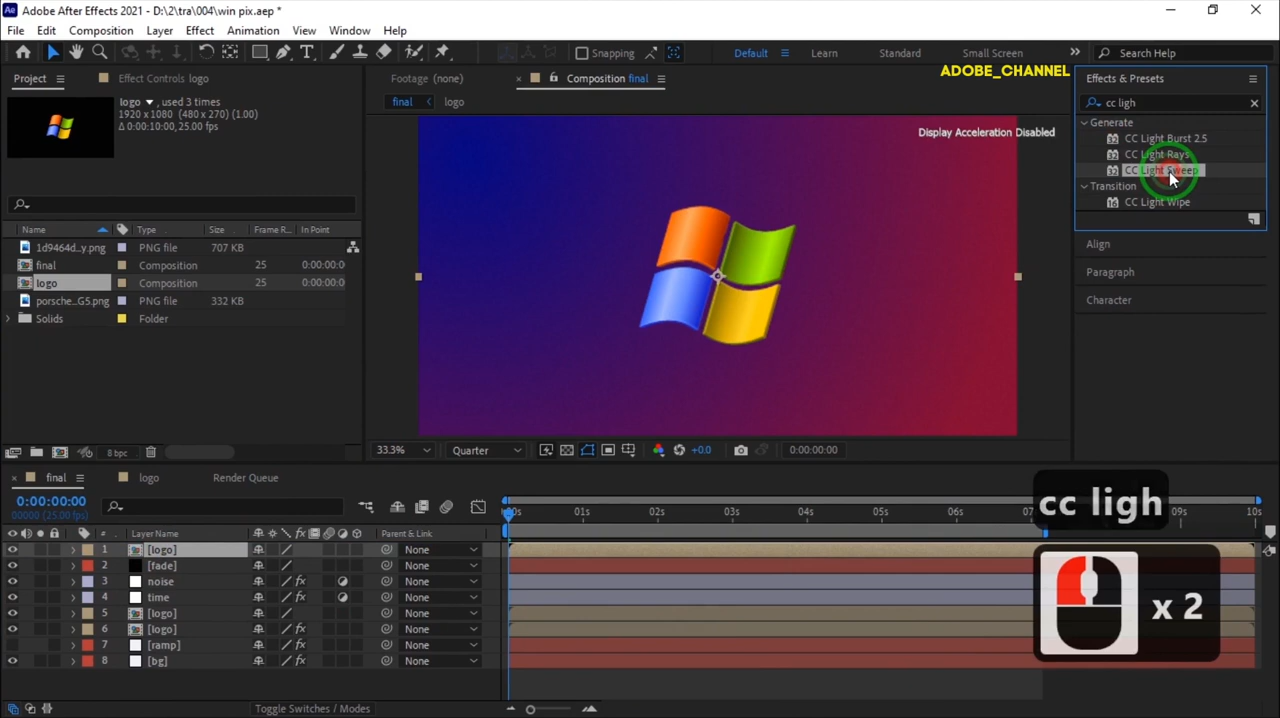 Adobe After Effects 2021 - D:\2\tra\004\win pix.aep *
File Edit Composition Layer Effect Animation View Window Help
Snapping Default Learn Standard Small Screen Search Help
ADOBE_CHANNEL
Project Effect Controls logo
Footage (none) Composition final
Effects & Presets
logo, used 3 times
1920 x 1080 (480 x 270) (1.00)
Δ 0:00:10:00, 25.00 fps
final logo
Display Acceleration Disabled
cc ligh
Generate
CC Light Burst 2.5
CC Light Rays
CC Light Sweep
Transition
CC Light Wipe
Align
Paragraph
Character
Name Type Size Frame R... In Point
1d9464d...y.png PNG file 707 KB
final Composition 25 0:00:00:0
logo Composition 25 0:00:00:0
porsche...G5.png PNG file 332 KB
Solids Folder
8 bpc
33.3% Quarter +0.0 0:00:00:00
final logo Render Queue
0:00:00:00
00000 (25.00 fps)
# Layer Name Parent & Link
1 [logo] None
2 [fade] None
3 noise None
4 time None
5 [logo] None
6 [logo] None
7 [ramp] None
8 [bg] None
01s 02s 03s 04s 05s 06s 07 09s 10s
cc ligh
x 2
Toggle Switches / Modes